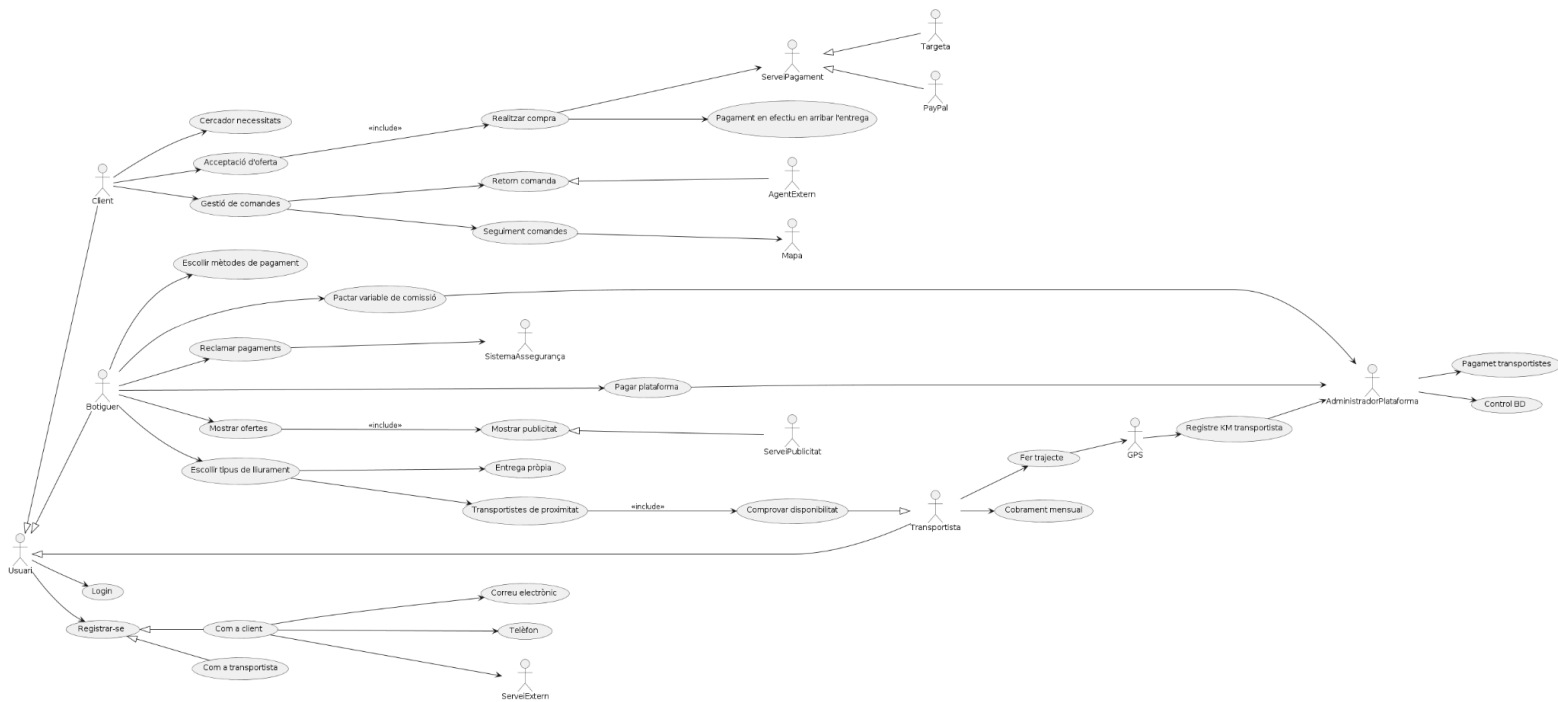 Targeta
ServeiPagament
PayPal
Cercador necessitats
«include»
Realitzar compra
Pagament en efectiu en arribar l'entrega
Acceptació d'oferta
Client
Gestió de comandes
Retorn comanda
AgentExtern
Seguiment comandes
Mapa
Escollir mètodes de pagament
Pactar variable de comissió
Reclamar pagaments
SistemaAssegurança
Botiguer
Pagar plataforma
AdministradorPlataforma
Pagamet transportistes
Control BD
Mostrar ofertes
«include»
Mostrar publicitat
ServeiPublicitat
Registre KM transportista
GPS
Fer trajecte
Escollir tipus de lliurament
Entrega pròpia
Transportistes de proximitat
«include»
Comprovar disponibilitat
Transportista
Cobrament mensual
Usuari
Login
Registrar-se
Com a client
Correu electrònic
Telèfon
Com a transportista
ServeiExtern